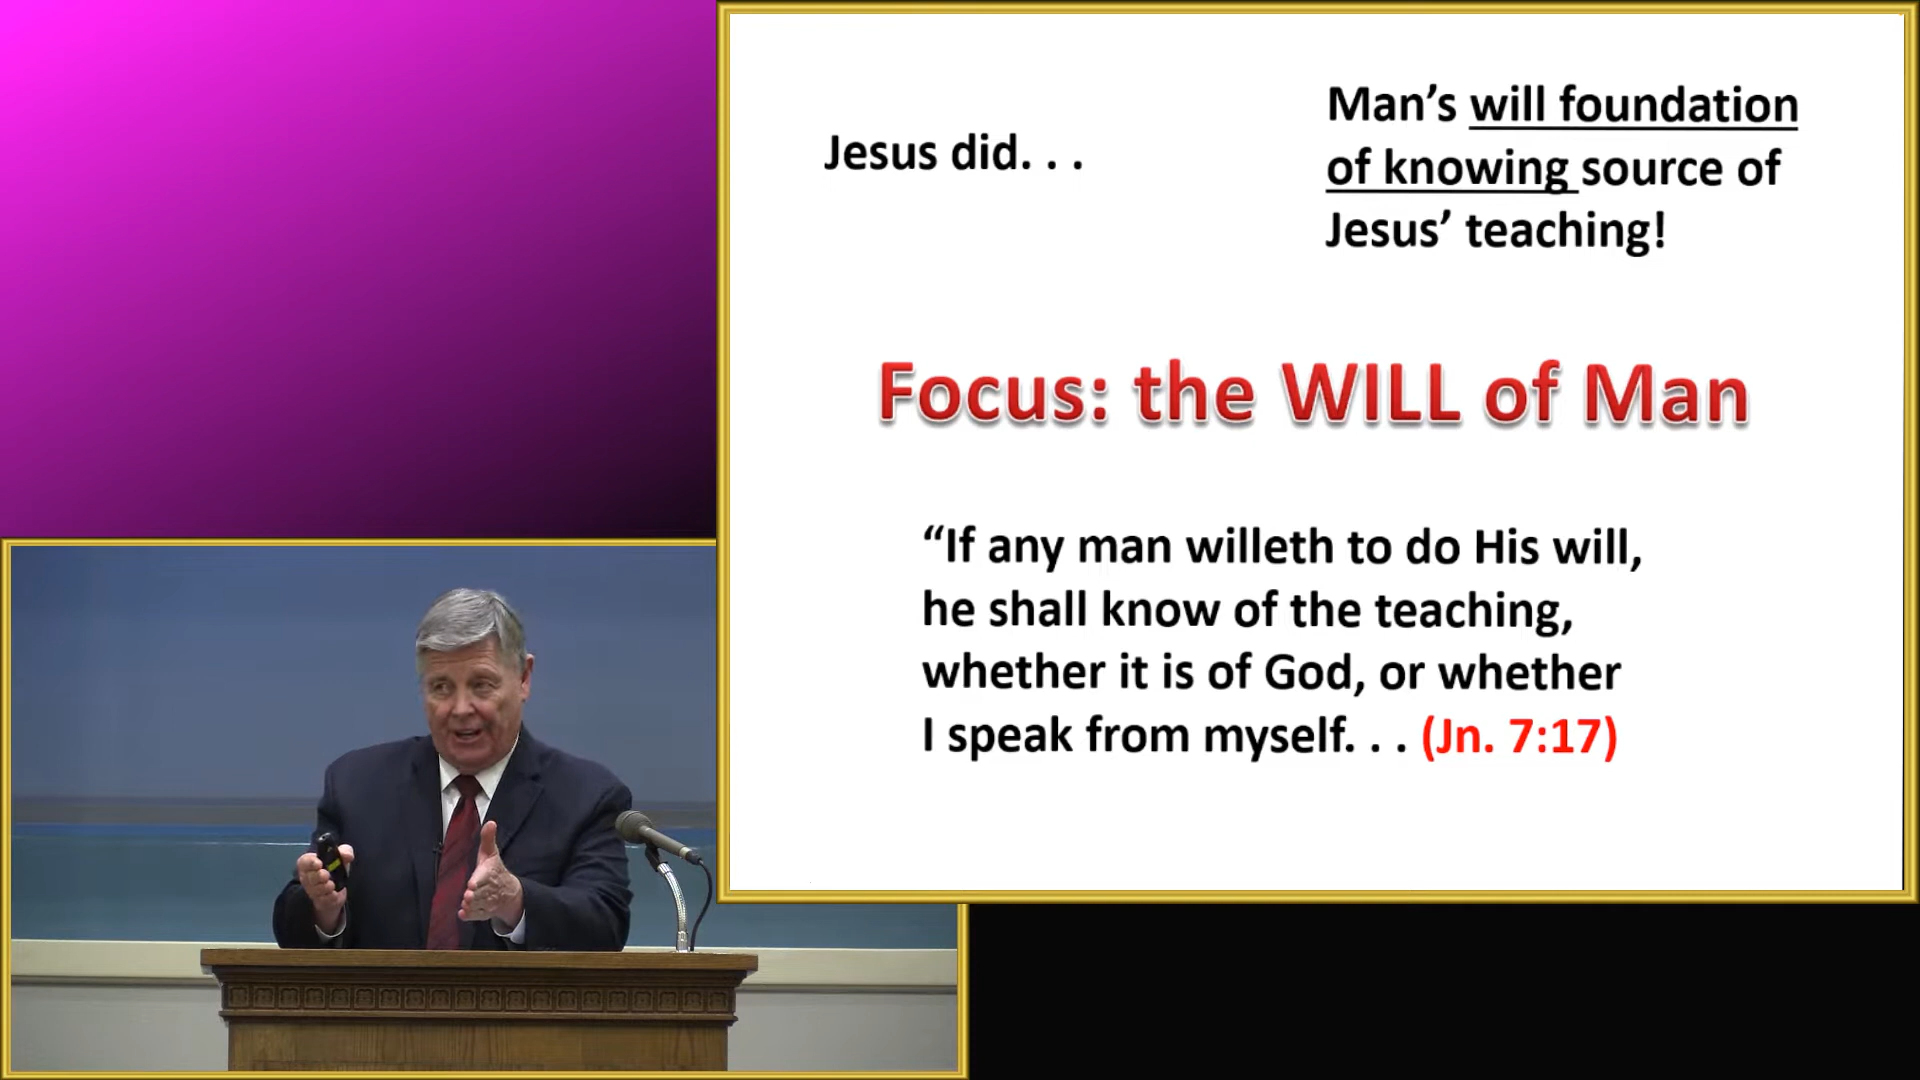 Jesus did. . .
Man’s will foundation
of knowing source of
Jesus’ teaching!
Focus: the WILL of Man
“If any man willeth to do His will,
he shall know of the teaching,
whether it is of God, or whether
I speak from myself. . . (Jn. 7:17)